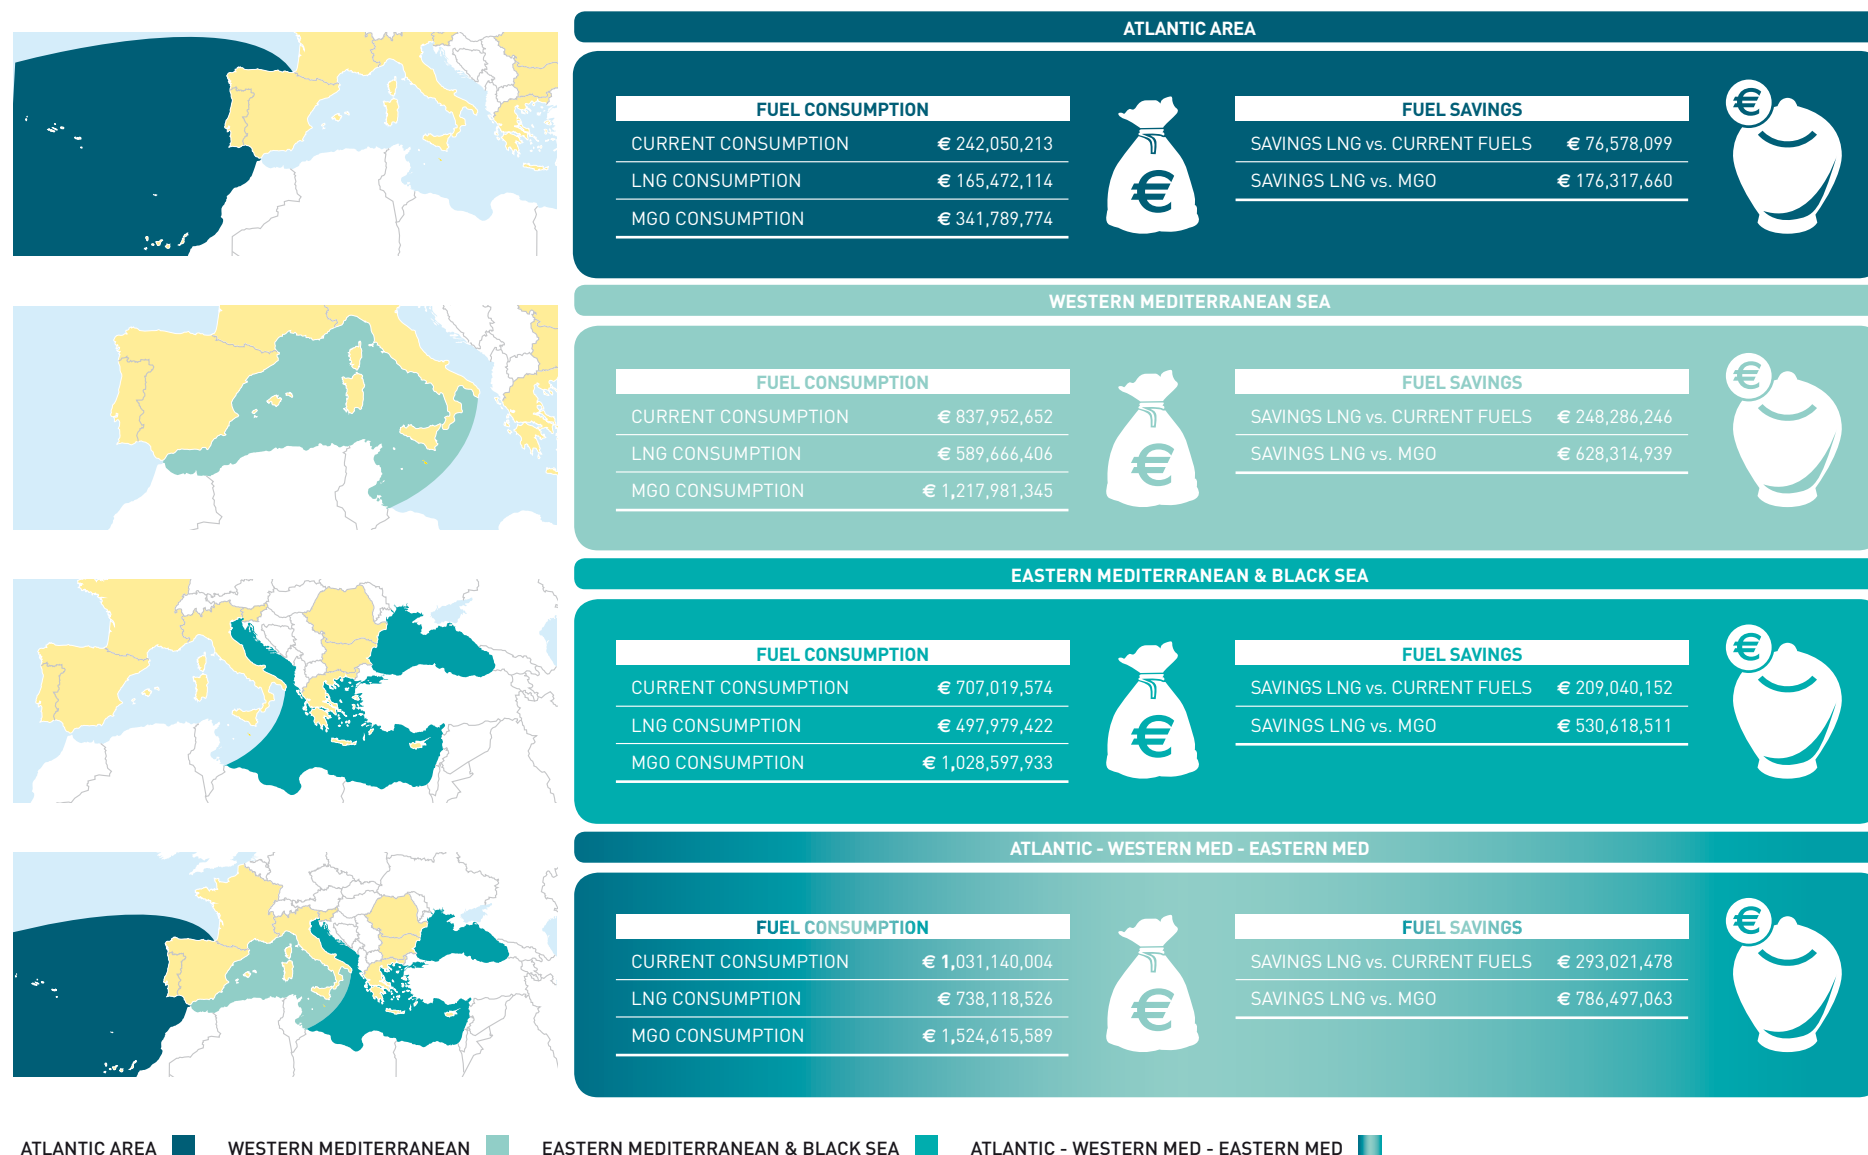 ATLANTIC AREA
FUEL CONSUMPTION
CURRENT CONSUMPTION € 242,050,213
LNG CONSUMPTION € 165,472,114
MGO CONSUMPTION € 341,789,774
€
FUEL SAVINGS
SAVINGS LNG vs. CURRENT FUELS € 76,578,099
SAVINGS LNG vs. MGO € 176,317,660
€
WESTERN MEDITERRANEAN SEA
FUEL CONSUMPTION
CURRENT CONSUMPTION € 837,952,652
LNG CONSUMPTION € 589,666,406
MGO CONSUMPTION € 1,217,981,345
€
FUEL SAVINGS
SAVINGS LNG vs. CURRENT FUELS € 248,286,246
SAVINGS LNG vs. MGO € 628,314,939
€
EASTERN MEDITERRANEAN & BLACK SEA
FUEL CONSUMPTION
CURRENT CONSUMPTION € 707,019,574
LNG CONSUMPTION € 497,979,422
MGO CONSUMPTION € 1,028,597,933
€
FUEL SAVINGS
SAVINGS LNG vs. CURRENT FUELS € 209,040,152
SAVINGS LNG vs. MGO € 530,618,511
€
ATLANTIC - WESTERN MED - EASTERN MED
FUEL CONSUMPTION
CURRENT CONSUMPTION € 1,031,140,004
LNG CONSUMPTION € 738,118,526
MGO CONSUMPTION € 1,524,615,589
€
FUEL SAVINGS
SAVINGS LNG vs. CURRENT FUELS € 293,021,478
SAVINGS LNG vs. MGO € 786,497,063
€
ATLANTIC AREA WESTERN MEDITERRANEAN EASTERN MEDITERRANEAN & BLACK SEA ATLANTIC - WESTERN MED - EASTERN MED